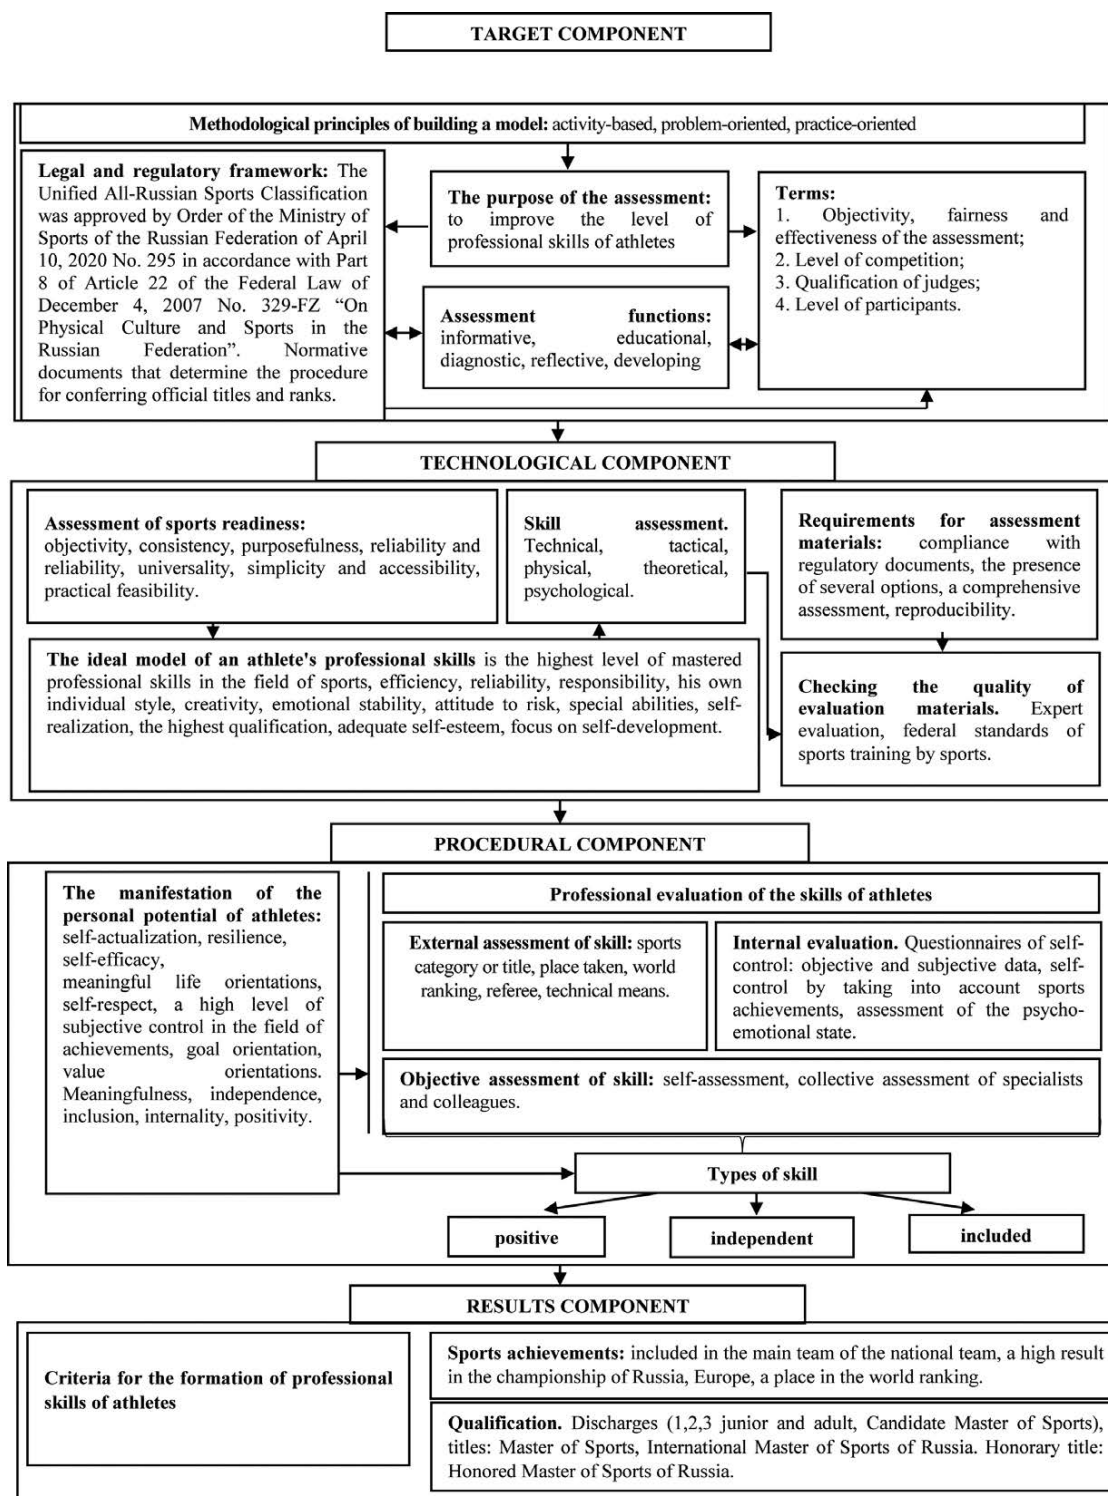 TARGET COMPONENT
Methodological principles of building a model: activity-based, problem-oriented, practice-oriented
Legal and regulatory framework: The
Unified All-Russian Sports Classification
was approved by Order of the Ministry of
Sports of the Russian Federation of April
10, 2020 No. 295 in accordance with Part
8 of Article 22 of the Federal Law of
December 4, 2007 No. 329-FZ “On
Physical Culture and Sports in the
Russian Federation”. Normative
documents that determine the procedure
for conferring official titles and ranks.
The purpose of the assessment:
to improve the level of
professional skills of athletes
Assessment functions:
informative, educational,
diagnostic, reflective, developing
Terms:
1. Objectivity, fairness and
effectiveness of the assessment;
2. Level of competition;
3. Qualification of judges;
4. Level of participants.
TECHNOLOGICAL COMPONENT
Assessment of sports readiness:
objectivity, consistency, purposefulness, reliability and
reliability, universality, simplicity and accessibility,
practical feasibility.
Skill assessment.
Technical, tactical,
physical, theoretical,
psychological.
Requirements for assessment
materials: compliance with
regulatory documents, the presence
of several options, a comprehensive
assessment, reproducibility.
The ideal model of an athlete's professional skills is the highest level of mastered
professional skills in the field of sports, efficiency, reliability, responsibility, his own
individual style, creativity, emotional stability, attitude to risk, special abilities, self-
realization, the highest qualification, adequate self-esteem, focus on self-development.
Checking the quality of
evaluation materials. Expert
evaluation, federal standards of
sports training by sports.
PROCEDURAL COMPONENT
The manifestation of the
personal potential of athletes:
self-actualization, resilience,
self-efficacy,
meaningful life orientations,
self-respect, a high level of
subjective control in the field of
achievements, goal orientation,
value orientations.
Meaningfulness, independence,
inclusion, internality, positivity.
Professional evaluation of the skills of athletes
External assessment of skill: sports
category or title, place taken, world
ranking, referee, technical means.
Internal evaluation. Questionnaires of self-
control: objective and subjective data, self-
control by taking into account sports
achievements, assessment of the psycho-
emotional state.
Objective assessment of skill: self-assessment, collective assessment of specialists
and colleagues.
Types of skill
positive
independent
included
RESULTS COMPONENT
Criteria for the formation of professional
skills of athletes
Sports achievements: included in the main team of the national team, a high result
in the championship of Russia, Europe, a place in the world ranking.
Qualification. Discharges (1,2,3 junior and adult, Candidate Master of Sports),
titles: Master of Sports, International Master of Sports of Russia. Honorary title:
Honored Master of Sports of Russia.